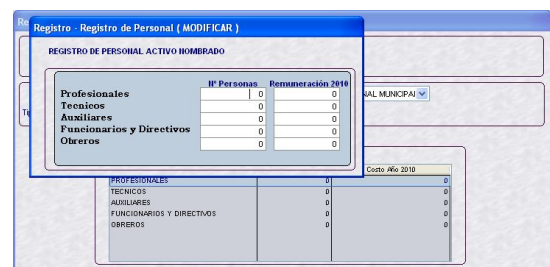 Re
Registro - Registro de Personal ( MODIFICAR )
REGISTRO DE PERSONAL ACTIVO NOMBRADO
Nº Personas Remuneración 2010
Profesionales 0 0
Tecnicos 0 0
Auxiliares 0 0
Funcionarios y Directivos 0 0
Obreros 0 0
NAL MUNICIPAI
Ti
Costo Año 2010
PROFESIONALES 0 0
TECNICOS 0 0
AUXILIARES 0 0
FUNCIONARIOS Y DIRECTIVOS 0 0
OBREROS 0 0